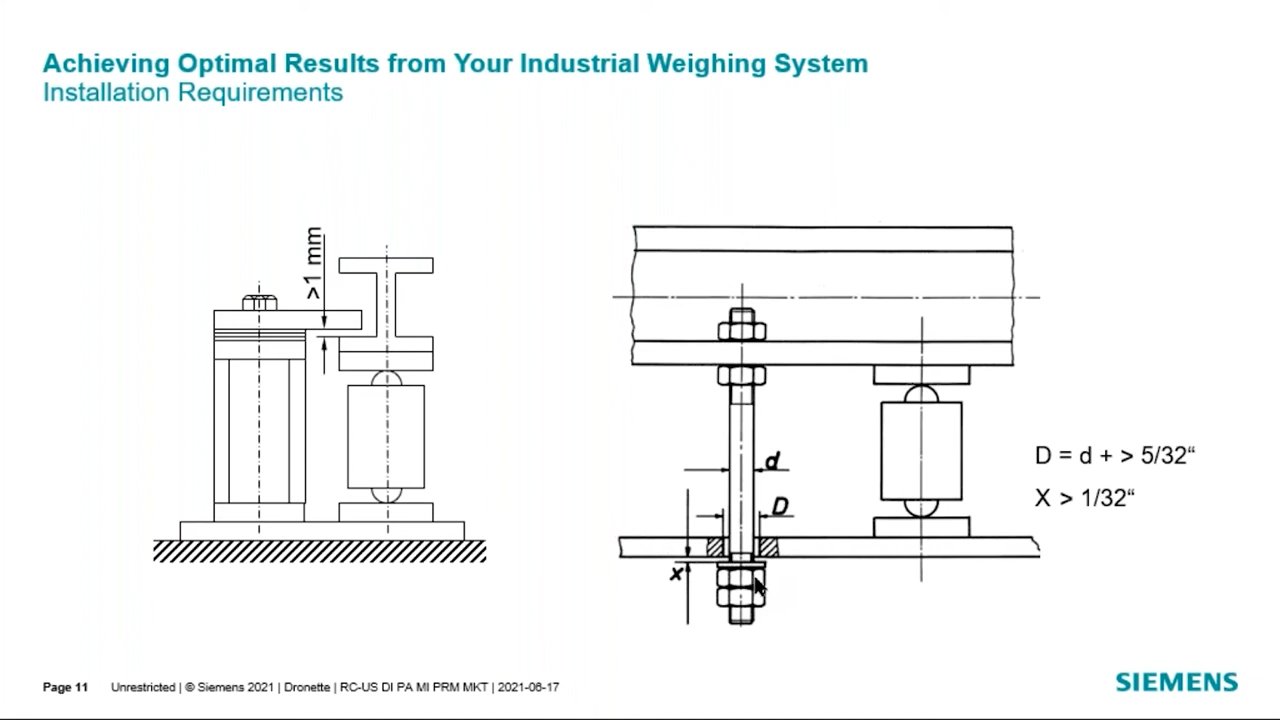 Achieving Optimal Results from Your Industrial Weighing System
Installation Requirements
>1 mm
d
D
x
D = d + > 5/32“
X > 1/32“
Page 11 Unrestricted | © Siemens 2021 | Dronette | RC-US DI PA MI PRM MKT | 2021-06-17
SIEMENS